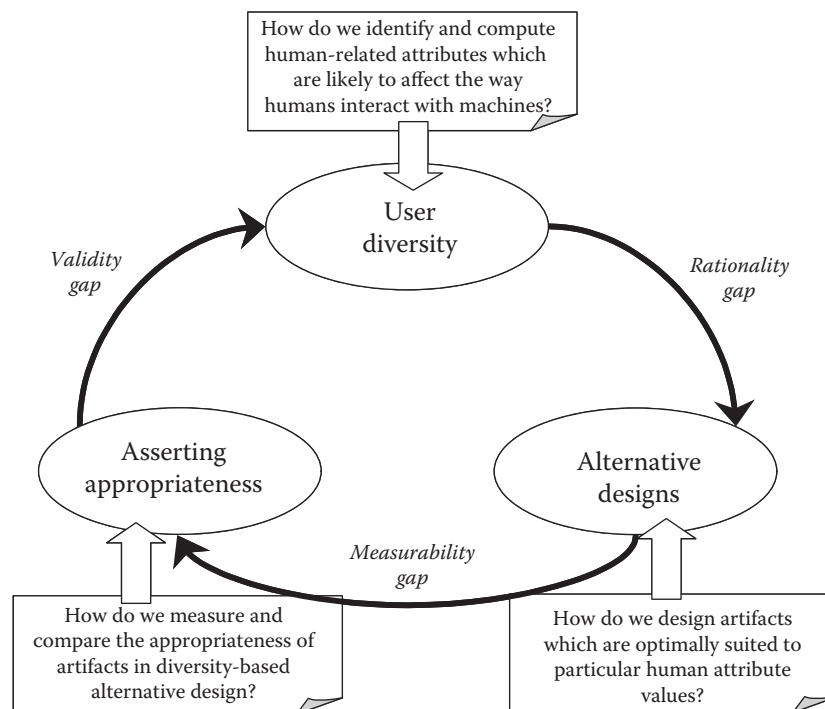 How do we identify and compute
human-related attributes which
are likely to affect the way
humans interact with machines?
User
diversity
Validity
gap
Rationality
gap
Asserting
appropriateness
Alternative
designs
Measurability
gap
How do we measure and
compare the appropriateness of
artifacts in diversity-based
alternative design?
How do we design artifacts
which are optimally suited to
particular human attribute
values?